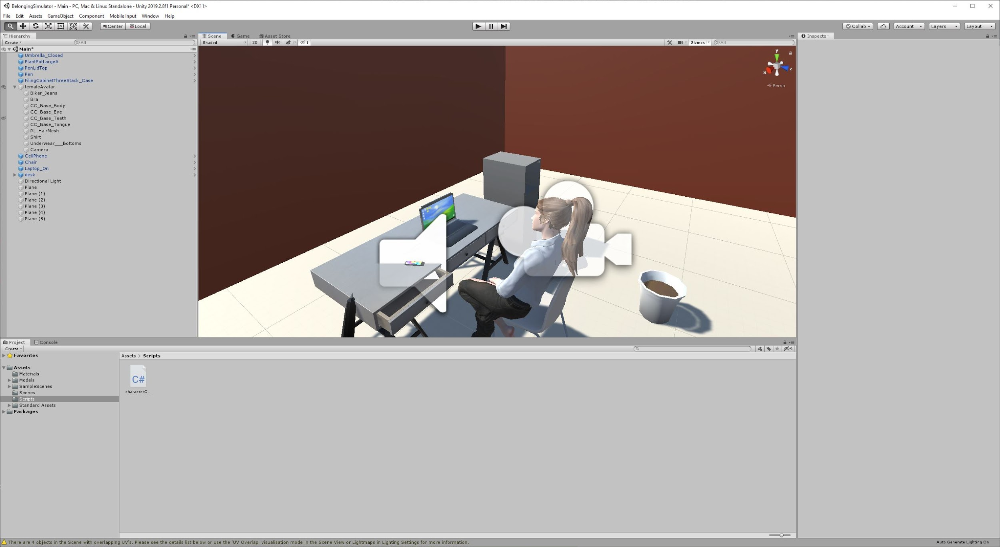 BelongingSimulator - Main - PC, Mac & Linux Standalone - Unity 2019.2.8f1 Personal* <DX11>
File Edit Assets GameObject Component Mobile Input Window Help
Center Local
Collab Account Layers Layout
Hierarchy
Create All
Main*
Umbrella_Closed
PlantPotLargeA
PenLidTop
Pen
FilingCabinetThreeStack_Case
femaleAvatar
Biker_Jeans
Bra
CC_Base_Body
CC_Base_Eye
CC_Base_Teeth
CC_Base_Tongue
RL_HairMesh
Shirt
Underwear___Bottoms
Camera
CellPhone
Chair
Laptop_On
desk
Directional Light
Plane
Plane (1)
Plane (2)
Plane (3)
Plane (4)
Plane (5)
Scene Game Asset Store
Shaded 2D 1 Gizmos All
y
x z
Persp
Inspector
Project Console
Create 9
Favorites
Assets
Materials
Models
SampleScenes
Scenes
Scripts
Standard Assets
Packages
Assets > Scripts
C#
characterC...
There are 4 objects in the Scene with overlapping UV's. Please see the details list below or use the 'UV Overlap' visualisation mode in the Scene View or Lightmaps in Lighting Settings for more information.
Auto Generate Lighting On